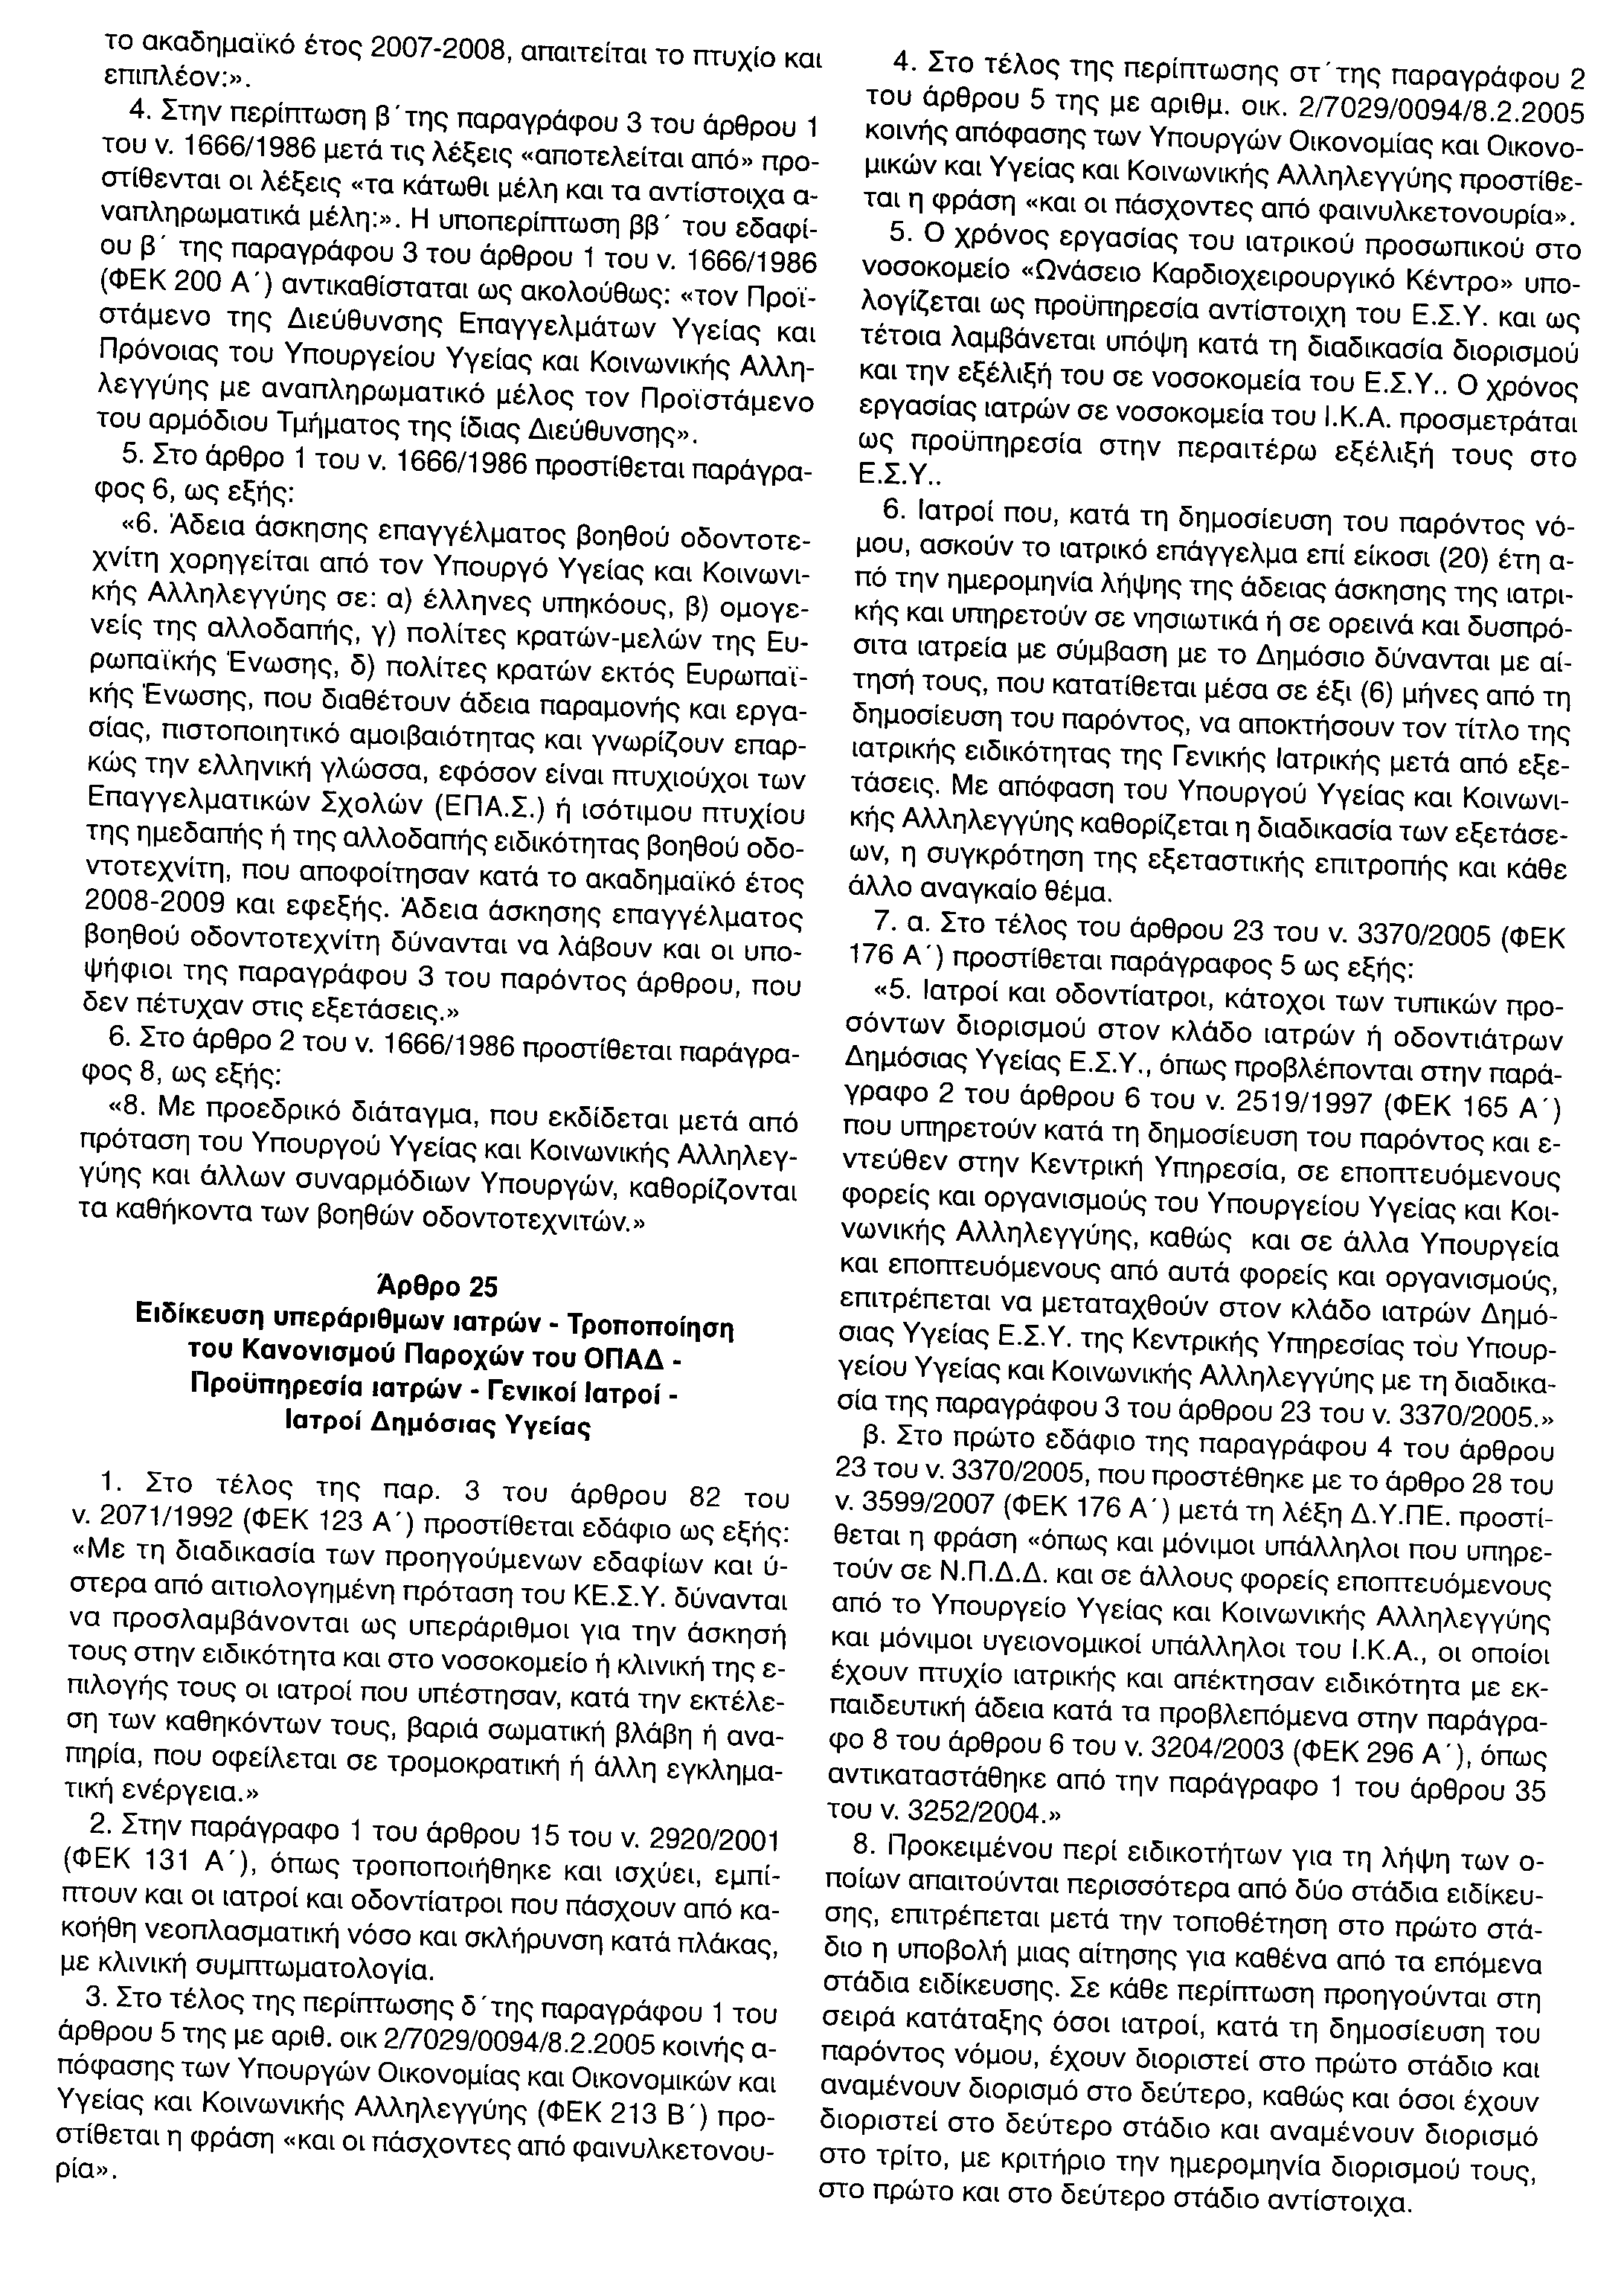 το ακαδημαϊκό έτος 2007-2008, απαιτείται το πτυχίο και
επιπλέον:».
4. Στην περίπτωση β΄της παραγράφου 3 του άρθρου 1
του ν. 1666/1986 μετά τις λέξεις «αποτελείται από» προ-
στίθενται οι λέξεις «τα κάτωθι μέλη και τα αντίστοιχα α-
ναπληρωματικά μέλη:». Η υποπερίπτωση ββ΄ του εδαφί-
ου β΄ της παραγράφου 3 του άρθρου 1 του ν. 1666/1986
(ΦΕΚ 200 Α΄) αντικαθίσταται ως ακολούθως: «τον Προϊ-
στάμενο της Διεύθυνσης Επαγγελμάτων Υγείας και
Πρόνοιας του Υπουργείου Υγείας και Κοινωνικής Αλλη-
λεγγύης με αναπληρωματικό μέλος τον Προϊστάμενο
του αρμόδιου Τμήματος της ίδιας Διεύθυνσης».
5. Στο άρθρο 1 του ν. 1666/1986 προστίθεται παράγρα-
φος 6, ως εξής:
«6. Άδεια άσκησης επαγγέλματος βοηθού οδοντοτε-
χνίτη χορηγείται από τον Υπουργό Υγείας και Κοινωνι-
κής Αλληλεγγύης σε: α) έλληνες υπηκόους, β) ομογε-
νείς της αλλοδαπής, γ) πολίτες κρατών-μελών της Ευ-
ρωπαϊκής Ένωσης, δ) πολίτες κρατών εκτός Ευρωπαϊ-
κής Ένωσης, που διαθέτουν άδεια παραμονής και εργα-
σίας, πιστοποιητικό αμοιβαιότητας και γνωρίζουν επαρ-
κώς την ελληνική γλώσσα, εφόσον είναι πτυχιούχοι των
Επαγγελματικών Σχολών (ΕΠΑ.Σ.) ή ισότιμου πτυχίου
της ημεδαπής ή της αλλοδαπής ειδικότητας βοηθού οδο-
ντοτεχνίτη, που αποφοίτησαν κατά το ακαδημαϊκό έτος
2008-2009 και εφεξής. Άδεια άσκησης επαγγέλματος
βοηθού οδοντοτεχνίτη δύνανται να λάβουν και οι υπο-
ψήφιοι της παραγράφου 3 του παρόντος άρθρου, που
δεν πέτυχαν στις εξετάσεις.»
6. Στο άρθρο 2 του ν. 1666/1986 προστίθεται παράγρα-
φος 8, ως εξής:
«8. Με προεδρικό διάταγμα, που εκδίδεται μετά από
πρόταση του Υπουργού Υγείας και Κοινωνικής Αλληλεγ-
γύης και άλλων συναρμόδιων Υπουργών, καθορίζονται
τα καθήκοντα των βοηθών οδοντοτεχνιτών.»
Άρθρο 25
Ειδίκευση υπεράριθμων ιατρών - Τροποποίηση
του Κανονισμού Παροχών του ΟΠΑΔ -
Προϋπηρεσία ιατρών - Γενικοί Ιατροί -
Ιατροί Δημόσιας Υγείας
1. Στο τέλος της παρ. 3 του άρθρου 82 του
ν. 2071/1992 (ΦΕΚ 123 Α΄) προστίθεται εδάφιο ως εξής:
«Με τη διαδικασία των προηγούμενων εδαφίων και ύ-
στερα από αιτιολογημένη πρόταση του ΚΕ.Σ.Υ. δύνανται
να προσλαμβάνονται ως υπεράριθμοι για την άσκησή
τους στην ειδικότητα και στο νοσοκομείο ή κλινική της ε-
πιλογής τους οι ιατροί που υπέστησαν, κατά την εκτέλε-
ση των καθηκόντων τους, βαριά σωματική βλάβη ή ανα-
πηρία, που οφείλεται σε τρομοκρατική ή άλλη εγκλημα-
τική ενέργεια.»
2. Στην παράγραφο 1 του άρθρου 15 του ν. 2920/2001
(ΦΕΚ 131 Α΄), όπως τροποποιήθηκε και ισχύει, εμπί-
πτουν και οι ιατροί και οδοντίατροι που πάσχουν από κα-
κοήθη νεοπλασματική νόσο και σκλήρυνση κατά πλάκας,
με κλινική συμπτωματολογία.
3. Στο τέλος της περίπτωσης δ΄της παραγράφου 1 του
άρθρου 5 της με αριθ. οικ 2/7029/0094/8.2.2005 κοινής α-
πόφασης των Υπουργών Οικονομίας και Οικονομικών και
Υγείας και Κοινωνικής Αλληλεγγύης (ΦΕΚ 213 Β΄) προ-
στίθεται η φράση «και οι πάσχοντες από φαινυλκετονου-
ρία».
4. Στο τέλος της περίπτωσης στ΄της παραγράφου 2
του άρθρου 5 της με αριθμ. οικ. 2/7029/0094/8.2.2005
κοινής απόφασης των Υπουργών Οικονομίας και Οικονο-
μικών και Υγείας και Κοινωνικής Αλληλεγγύης προστίθε-
ται η φράση «και οι πάσχοντες από φαινυλκετονουρία».
5. Ο χρόνος εργασίας του ιατρικού προσωπικού στο
νοσοκομείο «Ωνάσειο Καρδιοχειρουργικό Κέντρο» υπο-
λογίζεται ως προϋπηρεσία αντίστοιχη του Ε.Σ.Υ. και ως
τέτοια λαμβάνεται υπόψη κατά τη διαδικασία διορισμού
και την εξέλιξή του σε νοσοκομεία του Ε.Σ.Υ.. Ο χρόνος
εργασίας ιατρών σε νοσοκομεία του Ι.Κ.Α. προσμετράται
ως προϋπηρεσία στην περαιτέρω εξέλιξή τους στο
Ε.Σ.Υ..
6. Ιατροί που, κατά τη δημοσίευση του παρόντος νό-
μου, ασκούν το ιατρικό επάγγελμα επί είκοσι (20) έτη α-
πό την ημερομηνία λήψης της άδειας άσκησης της ιατρι-
κής και υπηρετούν σε νησιωτικά ή σε ορεινά και δυσπρό-
σιτα ιατρεία με σύμβαση με το Δημόσιο δύνανται με αί-
τησή τους, που κατατίθεται μέσα σε έξι (6) μήνες από τη
δημοσίευση του παρόντος, να αποκτήσουν τον τίτλο της
ιατρικής ειδικότητας της Γενικής Ιατρικής μετά από εξε-
τάσεις. Με απόφαση του Υπουργού Υγείας και Κοινωνι-
κής Αλληλεγγύης καθορίζεται η διαδικασία των εξετάσε-
ων, η συγκρότηση της εξεταστικής επιτροπής και κάθε
άλλο αναγκαίο θέμα.
7. α. Στο τέλος του άρθρου 23 του ν. 3370/2005 (ΦΕΚ
176 Α΄) προστίθεται παράγραφος 5 ως εξής:
«5. Ιατροί και οδοντίατροι, κάτοχοι των τυπικών προ-
σόντων διορισμού στον κλάδο ιατρών ή οδοντιάτρων
Δημόσιας Υγείας Ε.Σ.Υ., όπως προβλέπονται στην παρά-
γραφο 2 του άρθρου 6 του ν. 2519/1997 (ΦΕΚ 165 Α΄)
που υπηρετούν κατά τη δημοσίευση του παρόντος και ε-
ντεύθεν στην Κεντρική Υπηρεσία, σε εποπτευόμενους
φορείς και οργανισμούς του Υπουργείου Υγείας και Κοι-
νωνικής Αλληλεγγύης, καθώς και σε άλλα Υπουργεία
και εποπτευόμενους από αυτά φορείς και οργανισμούς,
επιτρέπεται να μεταταχθούν στον κλάδο ιατρών Δημό-
σιας Υγείας Ε.Σ.Υ. της Κεντρικής Υπηρεσίας του Υπουρ-
γείου Υγείας και Κοινωνικής Αλληλεγγύης με τη διαδικα-
σία της παραγράφου 3 του άρθρου 23 του ν. 3370/2005.»
β. Στο πρώτο εδάφιο της παραγράφου 4 του άρθρου
23 του ν. 3370/2005, που προστέθηκε με το άρθρο 28 του
ν. 3599/2007 (ΦΕΚ 176 Α΄) μετά τη λέξη Δ.Υ.ΠΕ. προστί-
θεται η φράση «όπως και μόνιμοι υπάλληλοι που υπηρε-
τούν σε Ν.Π.Δ.Δ. και σε άλλους φορείς εποπτευόμενους
από το Υπουργείο Υγείας και Κοινωνικής Αλληλεγγύης
και μόνιμοι υγειονομικοί υπάλληλοι του Ι.Κ.Α., οι οποίοι
έχουν πτυχίο ιατρικής και απέκτησαν ειδικότητα με εκ-
παιδευτική άδεια κατά τα προβλεπόμενα στην παράγρα-
φο 8 του άρθρου 6 του ν. 3204/2003 (ΦΕΚ 296 Α΄), όπως
αντικαταστάθηκε από την παράγραφο 1 του άρθρου 35
του ν. 3252/2004.»
8. Προκειμένου περί ειδικοτήτων για τη λήψη των ο-
ποίων απαιτούνται περισσότερα από δύο στάδια ειδίκευ-
σης, επιτρέπεται μετά την τοποθέτηση στο πρώτο στά-
διο η υποβολή μιας αίτησης για καθένα από τα επόμενα
στάδια ειδίκευσης. Σε κάθε περίπτωση προηγούνται στη
σειρά κατάταξης όσοι ιατροί, κατά τη δημοσίευση του
παρόντος νόμου, έχουν διοριστεί στο πρώτο στάδιο και
αναμένουν διορισμό στο δεύτερο, καθώς και όσοι έχουν
διοριστεί στο δεύτερο στάδιο και αναμένουν διορισμό
στο τρίτο, με κριτήριο την ημερομηνία διορισμού τους,
στο πρώτο και στο δεύτερο στάδιο αντίστοιχα.